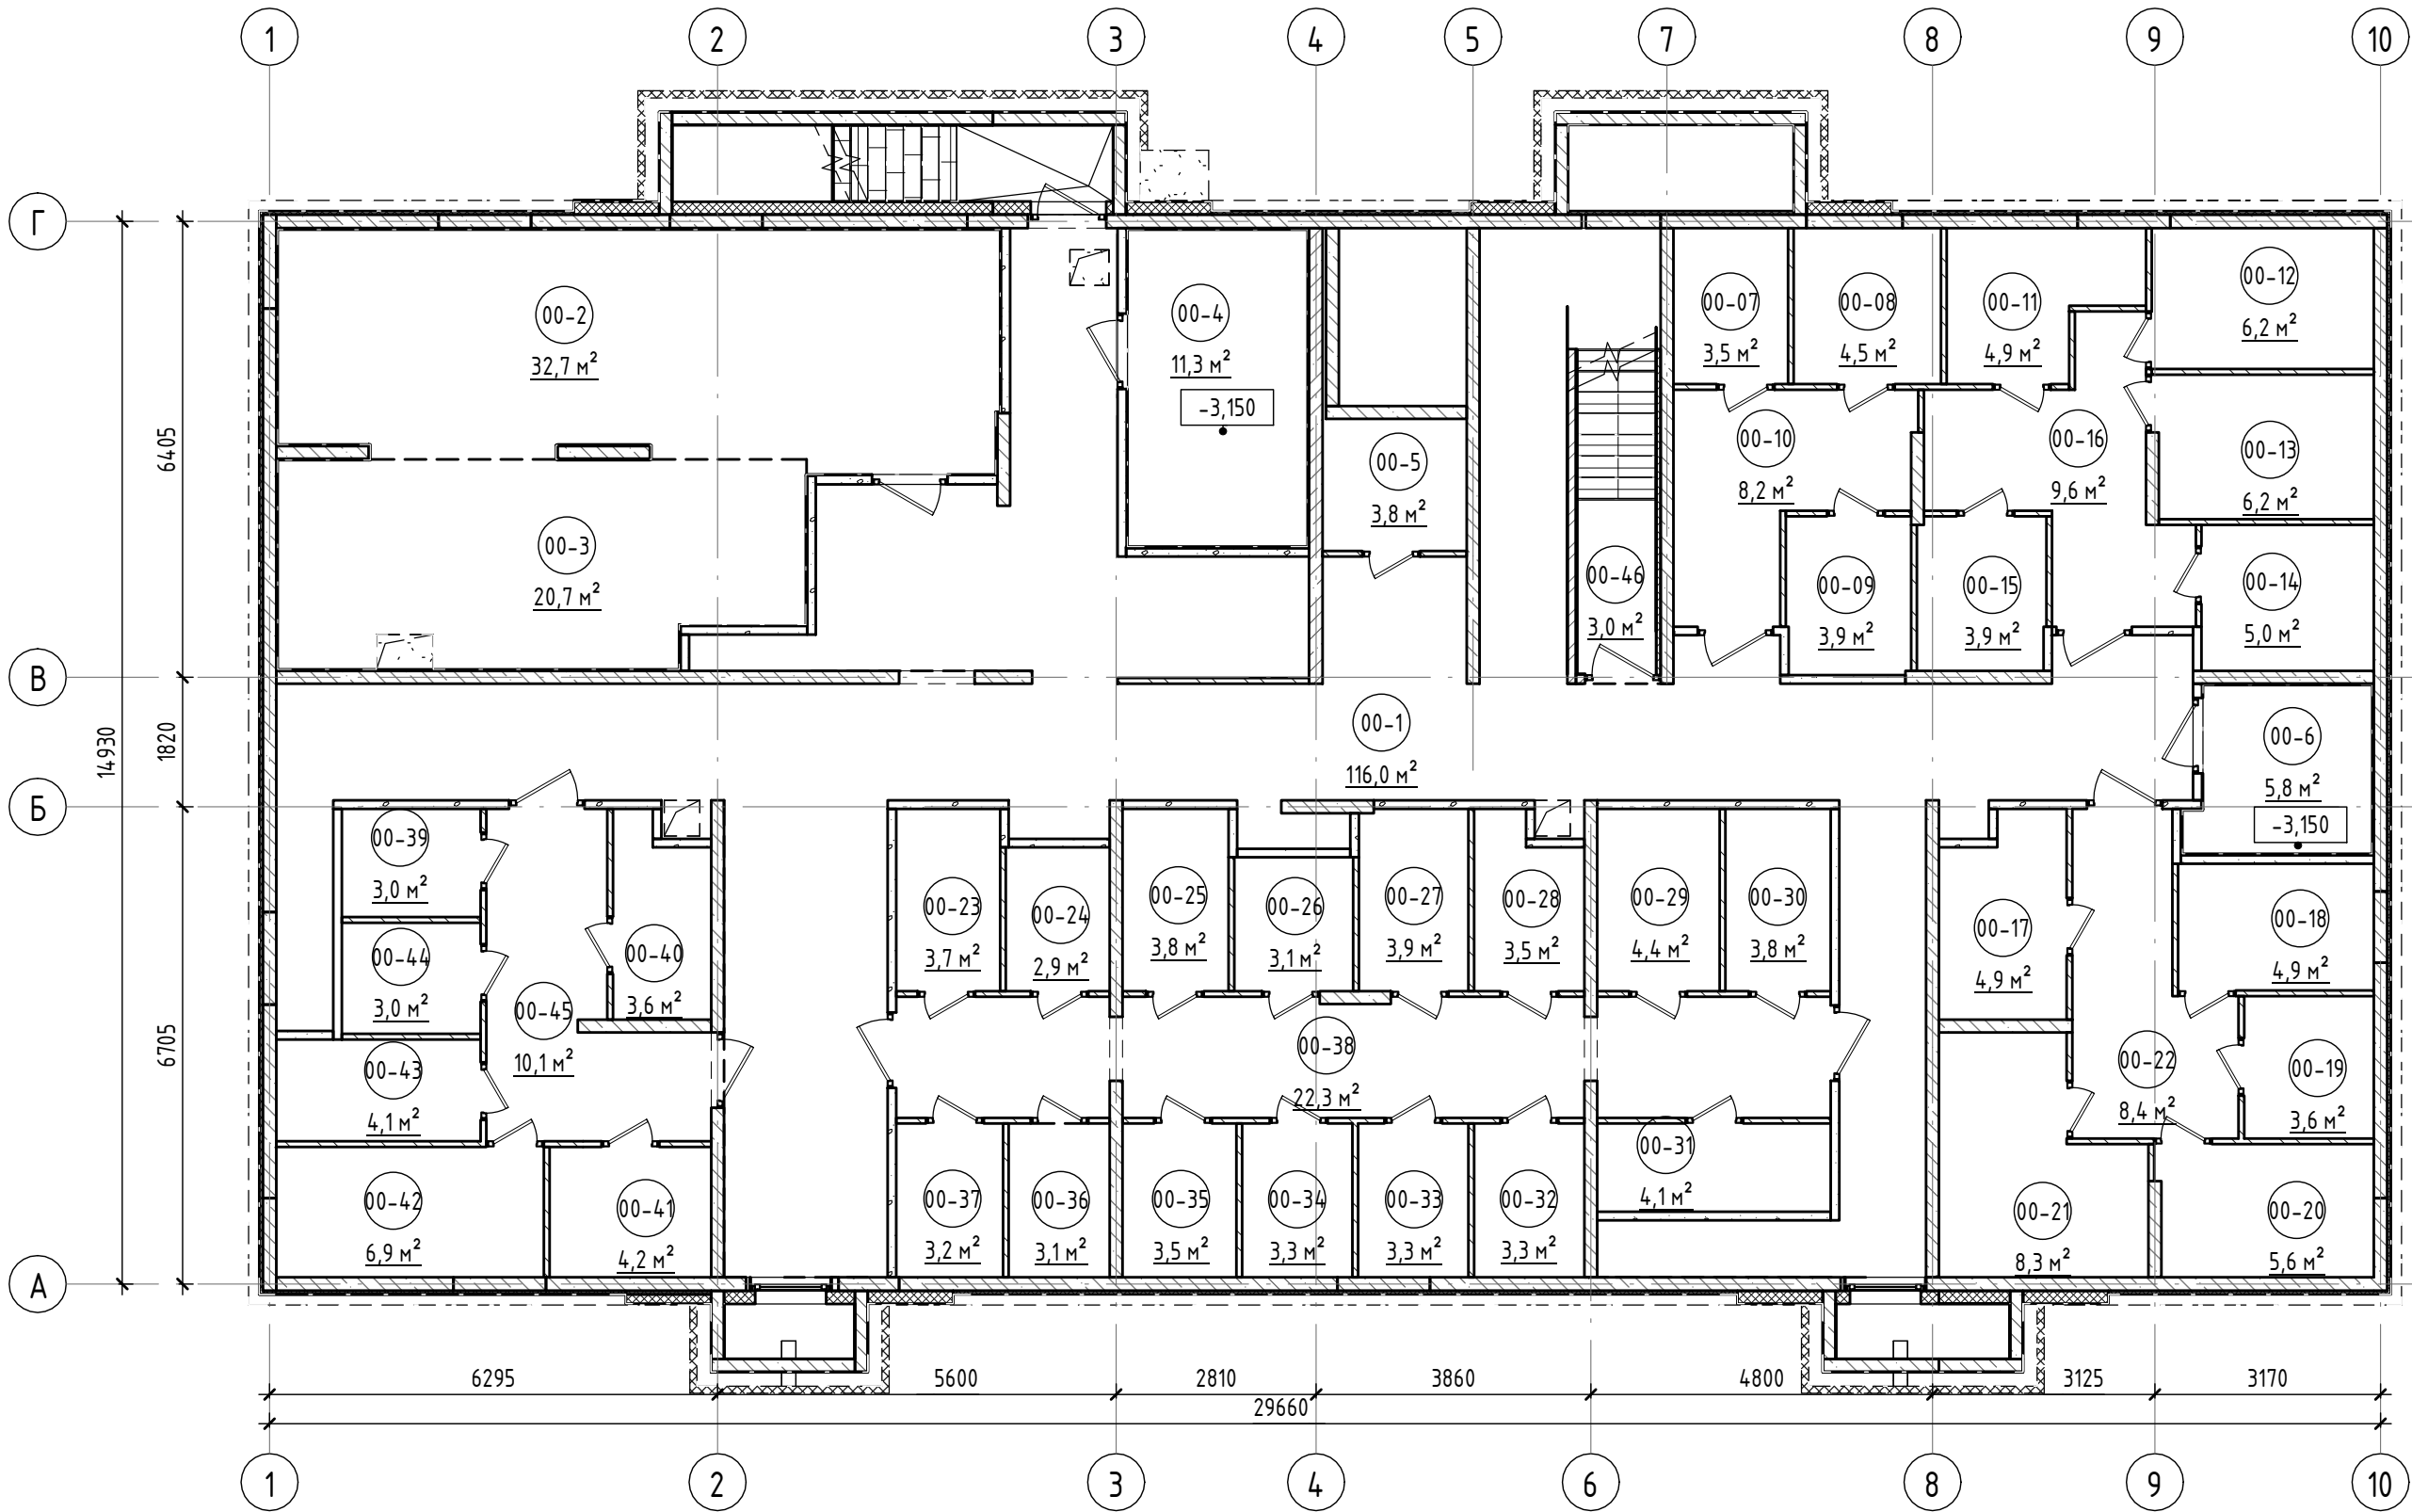 1 2 3 4 5 7 8 9 10
Г
В
Б
А
14930
6405
1820
6705
00-2
32,7 м²
00-3
20,7 м²
00-4
11,3 м²
-3,150
00-5
3,8 м²
00-46
3,0 м²
00-07
3,5 м²
00-08
4,5 м²
00-11
4,9 м²
00-12
6,2 м²
00-10
8,2 м²
00-16
9,6 м²
00-13
6,2 м²
00-09
3,9 м²
00-15
3,9 м²
00-14
5,0 м²
00-1
116,0 м²
00-6
5,8 м²
-3,150
00-39
3,0 м²
00-44
3,0 м²
00-45
10,1 м²
00-40
3,6 м²
00-43
4,1 м²
00-42
6,9 м²
00-41
4,2 м²
00-23
3,7 м²
00-24
2,9 м²
00-25
3,8 м²
00-26
3,1 м²
00-27
3,9 м²
00-28
3,5 м²
00-29
4,4 м²
00-30
3,8 м²
00-17
4,9 м²
00-18
4,9 м²
00-38
22,3 м²
00-22
8,4 м²
00-19
3,6 м²
00-37
3,2 м²
00-36
3,1 м²
00-35
3,5 м²
00-34
3,3 м²
00-33
3,3 м²
00-32
3,3 м²
00-31
4,1 м²
00-21
8,3 м²
00-20
5,6 м²
6295 5600 2810 3860 4800 3125 3170
29660
1 2 3 4 6 8 9 10